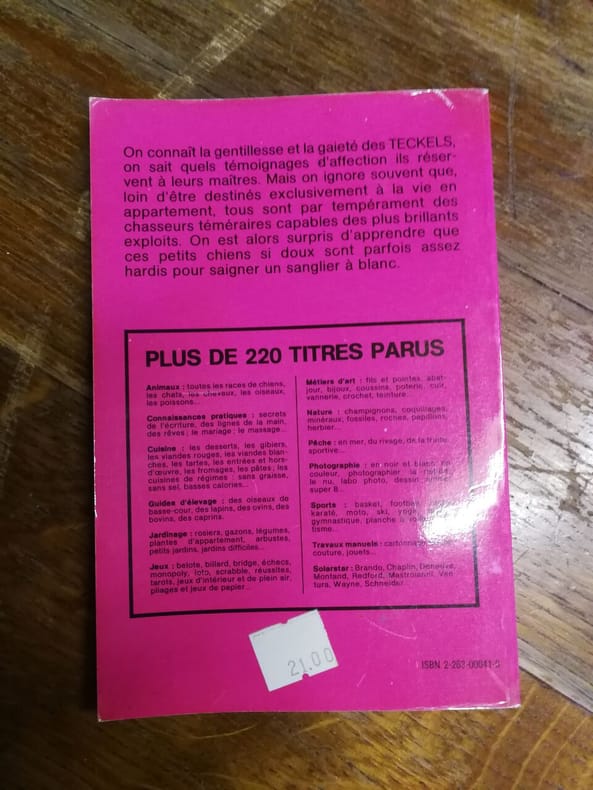 On connaît la gentillesse et la gaieté des TECKELS,
on sait quels témoignages d'affection ils réser-
vent à leurs maîtres. Mais on ignore souvent que,
loin d'être destinés exclusivement à la vie en
appartement, tous sont par tempérament des
chasseurs téméraires capables des plus brillants
exploits. On est alors surpris d'apprendre que
ces petits chiens si doux sont parfois assez
hardis pour saigner un sanglier à blanc.
PLUS DE 220 TITRES PARUS
Animaux : toutes les races de chiens,
les chats, les chevaux, les oiseaux,
les poissons...
Connaissances pratiques : secrets
de l'écriture, des lignes de la main,
des rêves ; le mariage ; le massage...
Cuisine : les desserts, les gibiers,
les viandes rouges, les viandes blan-
ches, les tartes, les entrées et hors-
d'œuvre, les fromages, les pâtes ; les
cuisines de régimes : sans graisse,
sans sel, basses calories...
Guides d'élevage : des oiseaux de
basse-cour, des lapins, des ovins, des
bovins, des caprins.
Jardinage : rosiers, gazons, légumes,
plantes d'appartement, arbustes,
petits jardins, jardins difficiles...
Jeux : belote, billard, bridge, échecs,
monopoly, loto, scrabble, réussites,
tarots, jeux d'intérieur et de plein air,
pliages et jeux de papier...
Métiers d'art : fils et pointes, abat-
jour, bijoux, coussins, poterie, cuir,
vannerie, crochet, teinture...
Nature : champignons, coquillages,
minéraux, fossiles, roches, papillons,
herbier...
Pêche : en mer, du rivage, de la truite,
sportive...
Photographie : en noir et blanc, en
couleur, photographier la nature,
le nu, labo photo, dessin animé,
super 8...
Sports : basket, football,
karaté, moto, ski, yoga,
gymnastique, planche à
tisme...
Travaux manuels : cartonnage,
couture, jouets...
Solarstar : Brando, Chaplin, Deneuve,
Montand, Redford, Mastroianni, Ven-
tura, Wayne, Schneider...
21.00
ISBN 2-263-00041-